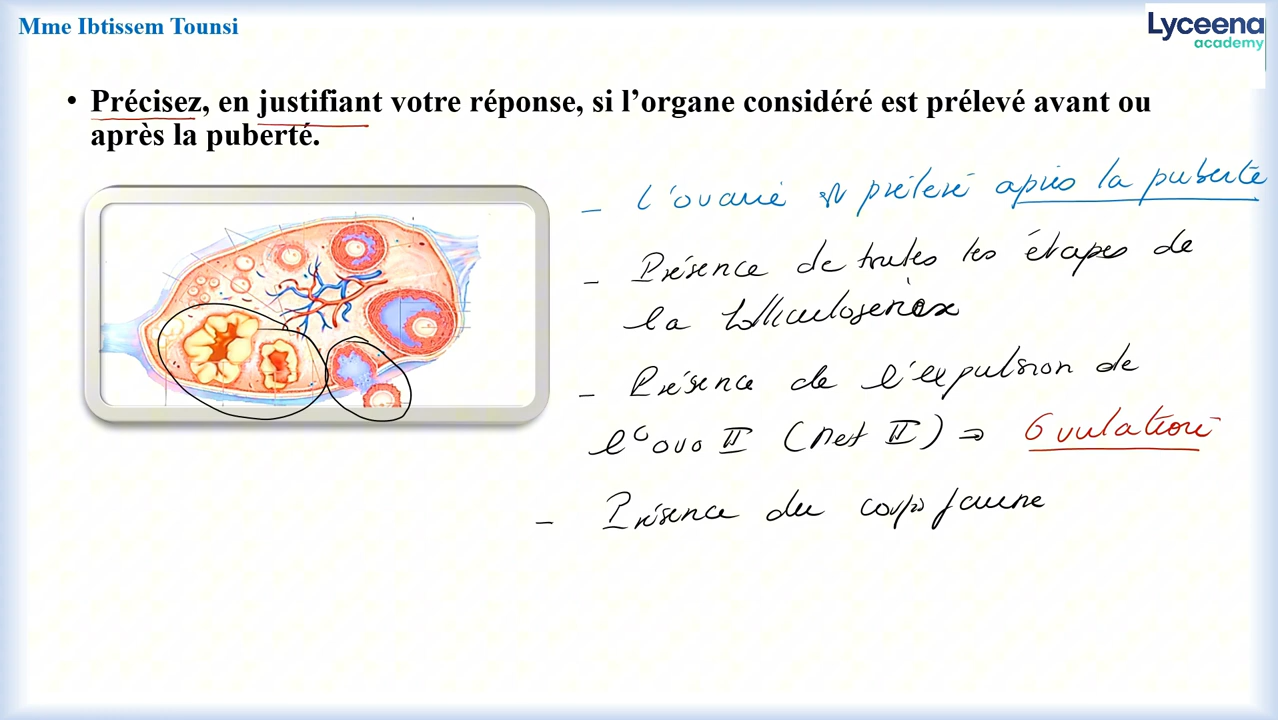 Mme Ibtissem Tounsi
Lyceena
academy
• Précisez, en justifiant votre réponse, si l'organe considéré est prélevé avant ou
après la puberté.
- l'ovaire est prélevé après la puberté
- Présence de toutes les étapes de
la folliculogenèse
- Présence de l'expulsion de
l'ovo II (Met II) ⇒ Ovulation
- Présence du corps jaune